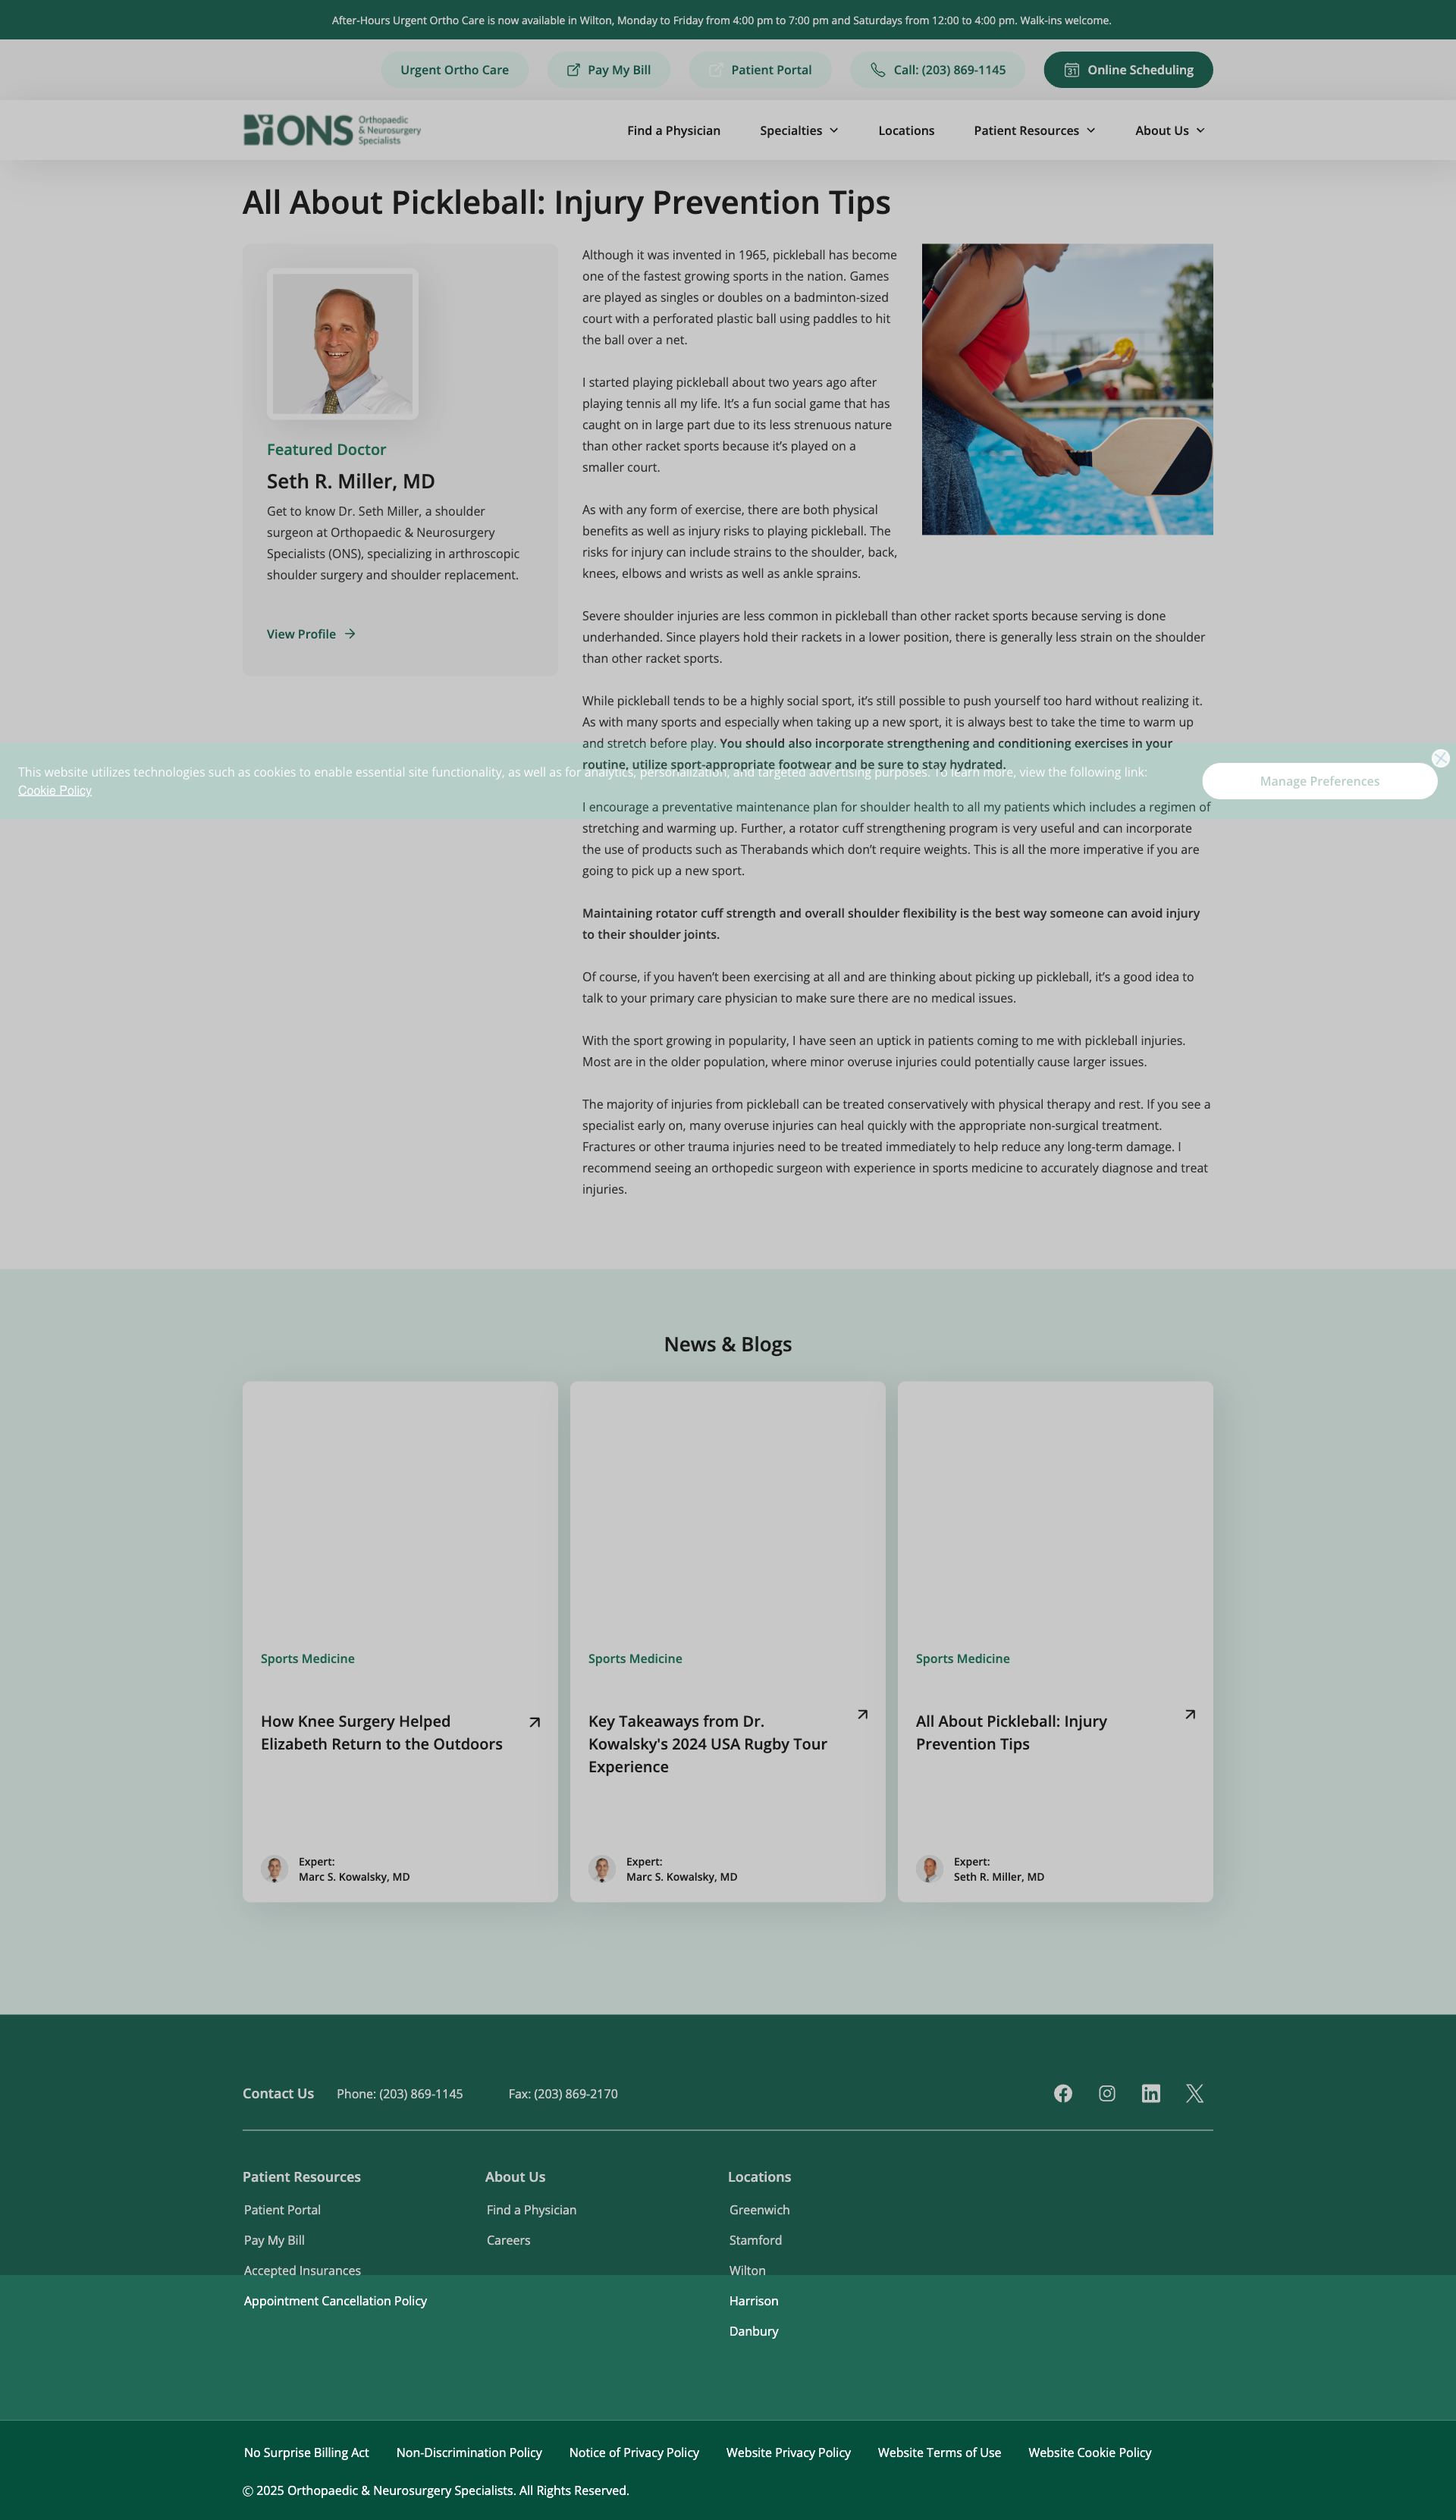 After-Hours Urgent Ortho Care is now available in Wilton, Monday to Friday from 4:00 pm to 7:00 pm and Saturdays from 12:00 to 4:00 pm. Walk-ins welcome.
Urgent Ortho Care
Pay My Bill
Patient Portal
Call: (203) 869-1145
31
Online Scheduling
ONS
Orthopaedic
& Neurosurgery
Specialists
Find a Physician
Specialties
Locations
Patient Resources
About Us
All About Pickleball: Injury Prevention Tips
Featured Doctor
Seth R. Miller, MD
Get to know Dr. Seth Miller, a shoulder
surgeon at Orthopaedic & Neurosurgery
Specialists (ONS), specializing in arthroscopic
shoulder surgery and shoulder replacement.
View Profile
Although it was invented in 1965, pickleball has become
one of the fastest growing sports in the nation. Games
are played as singles or doubles on a badminton-sized
court with a perforated plastic ball using paddles to hit
the ball over a net.
I started playing pickleball about two years ago after
playing tennis all my life. It's a fun social game that has
caught on in large part due to its less strenuous nature
than other racket sports because it's played on a
smaller court.
As with any form of exercise, there are both physical
benefits as well as injury risks to playing pickleball. The
risks for injury can include strains to the shoulder, back,
knees, elbows and wrists as well as ankle sprains.
Severe shoulder injuries are less common in pickleball than other racket sports because serving is done
underhanded. Since players hold their rackets in a lower position, there is generally less strain on the shoulder
than other racket sports.
While pickleball tends to be a highly social sport, it's still possible to push yourself too hard without realizing it.
As with many sports and especially when taking up a new sport, it is always best to take the time to warm up
and stretch before play. You should also incorporate strengthening and conditioning exercises in your
routine, utilize sport-appropriate footwear and be sure to stay hydrated.
This website utilizes technologies such as cookies to enable essential site functionality, as well as for analytics, personalization, and targeted advertising purposes. To learn more, view the following link:
Cookie Policy
Manage Preferences
I encourage a preventative maintenance plan for shoulder health to all my patients which includes a regimen of
stretching and warming up. Further, a rotator cuff strengthening program is very useful and can incorporate
the use of products such as Therabands which don't require weights. This is all the more imperative if you are
going to pick up a new sport.
Maintaining rotator cuff strength and overall shoulder flexibility is the best way someone can avoid injury
to their shoulder joints.
Of course, if you haven't been exercising at all and are thinking about picking up pickleball, it's a good idea to
talk to your primary care physician to make sure there are no medical issues.
With the sport growing in popularity, I have seen an uptick in patients coming to me with pickleball injuries.
Most are in the older population, where minor overuse injuries could potentially cause larger issues.
The majority of injuries from pickleball can be treated conservatively with physical therapy and rest. If you see a
specialist early on, many overuse injuries can heal quickly with the appropriate non-surgical treatment.
Fractures or other trauma injuries need to be treated immediately to help reduce any long-term damage. I
recommend seeing an orthopedic surgeon with experience in sports medicine to accurately diagnose and treat
injuries.
News & Blogs
Sports Medicine
How Knee Surgery Helped
Elizabeth Return to the Outdoors
Expert:
Marc S. Kowalsky, MD
Sports Medicine
Key Takeaways from Dr.
Kowalsky's 2024 USA Rugby Tour
Experience
Expert:
Marc S. Kowalsky, MD
Sports Medicine
All About Pickleball: Injury
Prevention Tips
Expert:
Seth R. Miller, MD
Contact Us
Phone: (203) 869-1145
Fax: (203) 869-2170
Patient Resources
Patient Portal
Pay My Bill
Accepted Insurances
Appointment Cancellation Policy
About Us
Find a Physician
Careers
Locations
Greenwich
Stamford
Wilton
Harrison
Danbury
No Surprise Billing Act
Non-Discrimination Policy
Notice of Privacy Policy
Website Privacy Policy
Website Terms of Use
Website Cookie Policy
© 2025 Orthopaedic & Neurosurgery Specialists. All Rights Reserved.